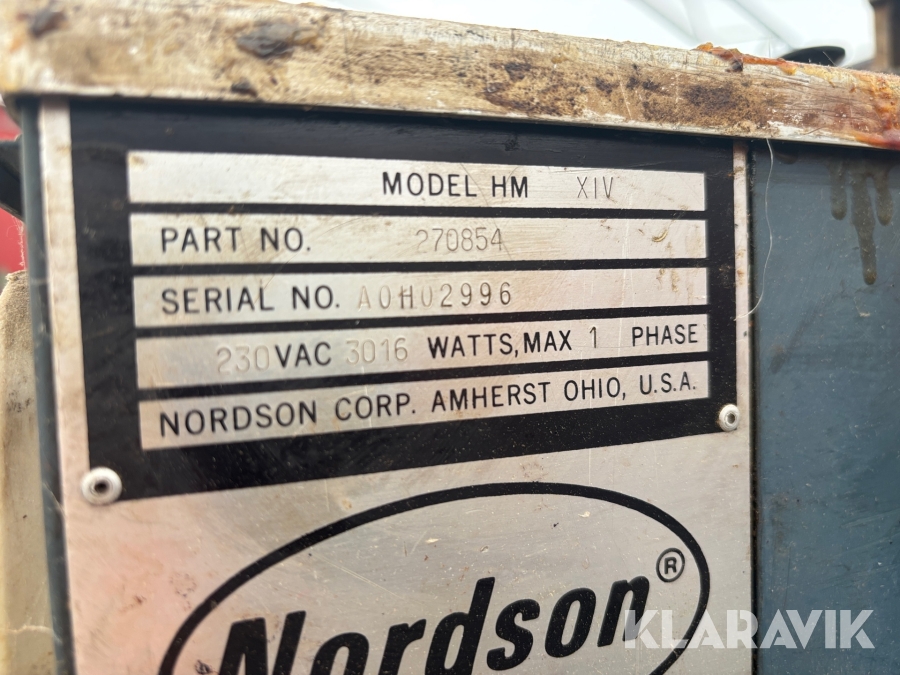 MODEL HM XIV
PART NO. 270854
SERIAL NO. A0H02996
230VAC 3016 WATTS, MAX 1 PHASE
NORDSON CORP. AMHERST OHIO, U.S.A.
Nordson®
KLARAVIK